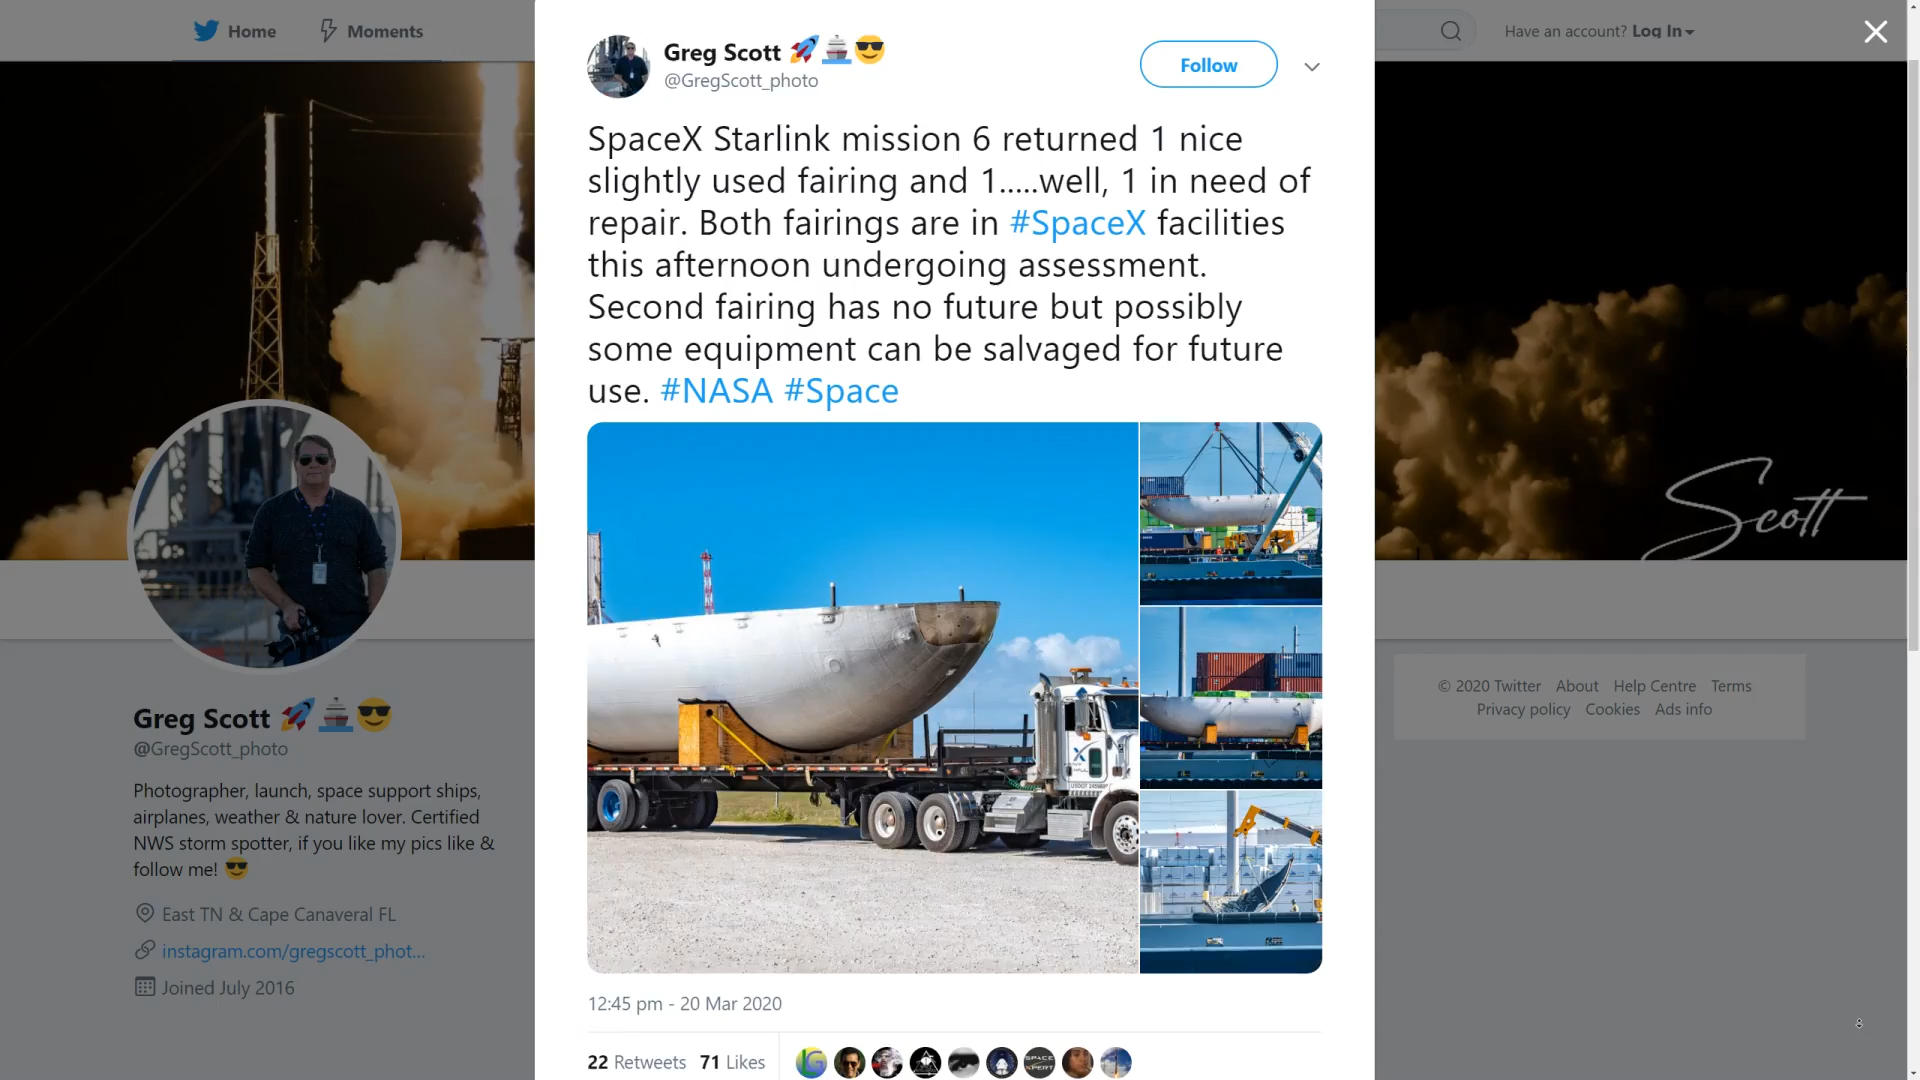 Home
Moments
Have an account? Log In
Greg Scott
@GregScott_photo
Follow
SpaceX Starlink mission 6 returned 1 nice
slightly used fairing and 1.....well, 1 in need of
repair. Both fairings are in #SpaceX facilities
this afternoon undergoing assessment.
Second fairing has no future but possibly
some equipment can be salvaged for future
use. #NASA #Space
12:45 pm - 20 Mar 2020
22 Retweets 71 Likes
Scott
Greg Scott
@GregScott_photo
Photographer, launch, space support ships,
airplanes, weather & nature lover. Certified
NWS storm spotter, if you like my pics like &
follow me!
East TN & Cape Canaveral FL
instagram.com/gregscott_phot...
Joined July 2016
© 2020 Twitter About Help Centre Terms
Privacy policy Cookies Ads info